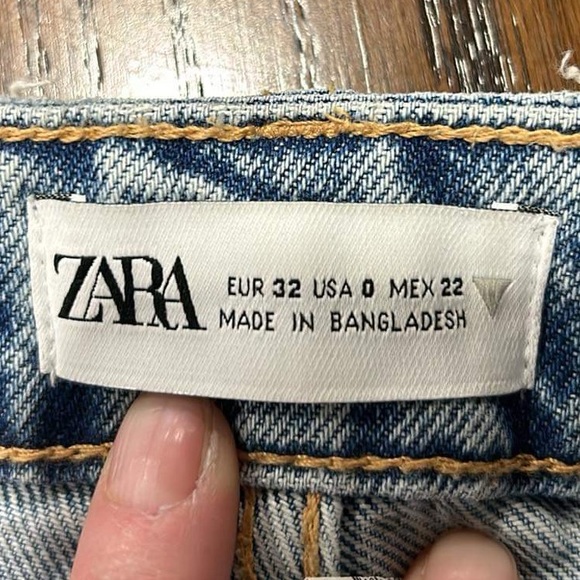 ZARA
EUR 32 USA 0 MEX 22
MADE IN BANGLADESH